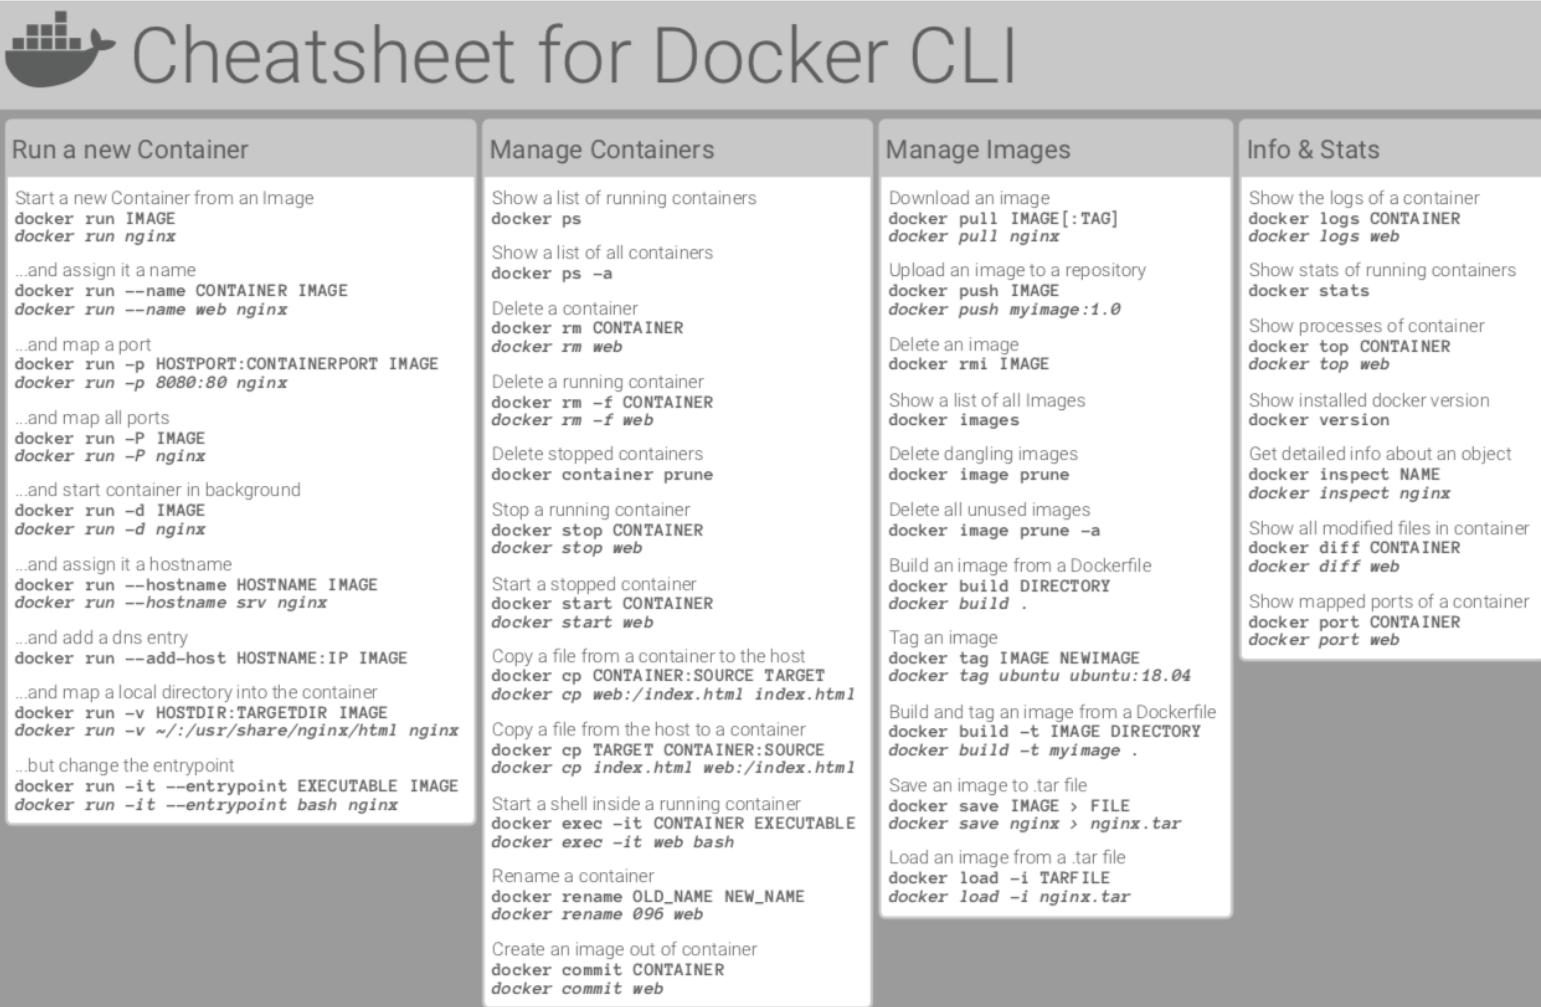 Cheatsheet for Docker CLI
Run a new Container
Start a new Container from an Image
docker run IMAGE
docker run nginx
...and assign it a name
docker run --name CONTAINER IMAGE
docker run --name web nginx
...and map a port
docker run -p HOSTPORT:CONTAINERPORT IMAGE
docker run -p 8080:80 nginx
...and map all ports
docker run -P IMAGE
docker run -P nginx
...and start container in background
docker run -d IMAGE
docker run -d nginx
...and assign it a hostname
docker run --hostname HOSTNAME IMAGE
docker run --hostname srv nginx
...and add a dns entry
docker run --add-host HOSTNAME:IP IMAGE
...and map a local directory into the container
docker run -v HOSTDIR:TARGETDIR IMAGE
docker run -v ~/:/usr/share/nginx/html nginx
...but change the entrypoint
docker run -it --entrypoint EXECUTABLE IMAGE
docker run -it --entrypoint bash nginx
Manage Containers
Show a list of running containers
docker ps
Show a list of all containers
docker ps -a
Delete a container
docker rm CONTAINER
docker rm web
Delete a running container
docker rm -f CONTAINER
docker rm -f web
Delete stopped containers
docker container prune
Stop a running container
docker stop CONTAINER
docker stop web
Start a stopped container
docker start CONTAINER
docker start web
Copy a file from a container to the host
docker cp CONTAINER:SOURCE TARGET
docker cp web:/index.html index.html
Copy a file from the host to a container
docker cp TARGET CONTAINER:SOURCE
docker cp index.html web:/index.html
Start a shell inside a running container
docker exec -it CONTAINER EXECUTABLE
docker exec -it web bash
Rename a container
docker rename OLD_NAME NEW_NAME
docker rename 096 web
Create an image out of container
docker commit CONTAINER
docker commit web
Manage Images
Download an image
docker pull IMAGE[:TAG]
docker pull nginx
Upload an image to a repository
docker push IMAGE
docker push myimage:1.0
Delete an image
docker rmi IMAGE
Show a list of all Images
docker images
Delete dangling images
docker image prune
Delete all unused images
docker image prune -a
Build an image from a Dockerfile
docker build DIRECTORY
docker build .
Tag an image
docker tag IMAGE NEWIMAGE
docker tag ubuntu ubuntu:18.04
Build and tag an image from a Dockerfile
docker build -t IMAGE DIRECTORY
docker build -t myimage .
Save an image to .tar file
docker save IMAGE > FILE
docker save nginx > nginx.tar
Load an image from a .tar file
docker load -i TARFILE
docker load -i nginx.tar
Info & Stats
Show the logs of a container
docker logs CONTAINER
docker logs web
Show stats of running containers
docker stats
Show processes of container
docker top CONTAINER
docker top web
Show installed docker version
docker version
Get detailed info about an object
docker inspect NAME
docker inspect nginx
Show all modified files in container
docker diff CONTAINER
docker diff web
Show mapped ports of a container
docker port CONTAINER
docker port web